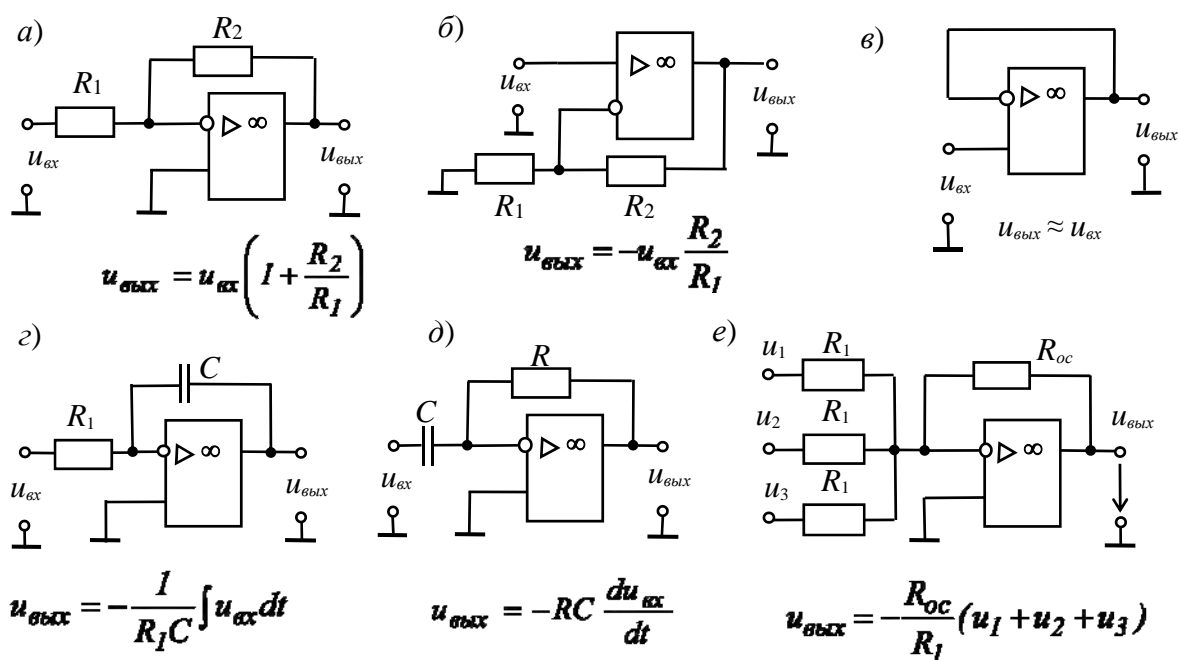 а)
R₂
R₁
▷ ∞
uвх
uвых
uвых = uвх(1 + R₂/R₁)
б)
▷ ∞
uвх
uвых
R₁
R₂
uвых = −uвх R₂/R₁
в)
▷ ∞
uвых
uвх
uвых ≈ uвх
г)
C
R₁
▷ ∞
uвх
uвых
uвых = −1/(R₁C) ∫uвх dt
д)
R
C
▷ ∞
uвх
uвых
uвых = −RC duвх/dt
е)
u₁
R₁
Rос
u₂
R₁
▷ ∞
uвых
u₃
R₁
uвых = −Rос/R₁ (u₁ + u₂ + u₃)